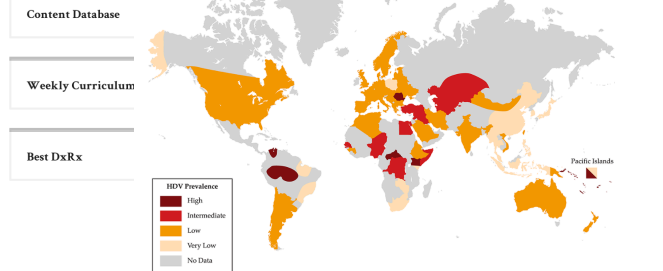 Content Database
Weekly Curriculum
Best DxRx
Pacific Islands
HDV Prevalence
High
Intermediate
Low
Very Low
No Data